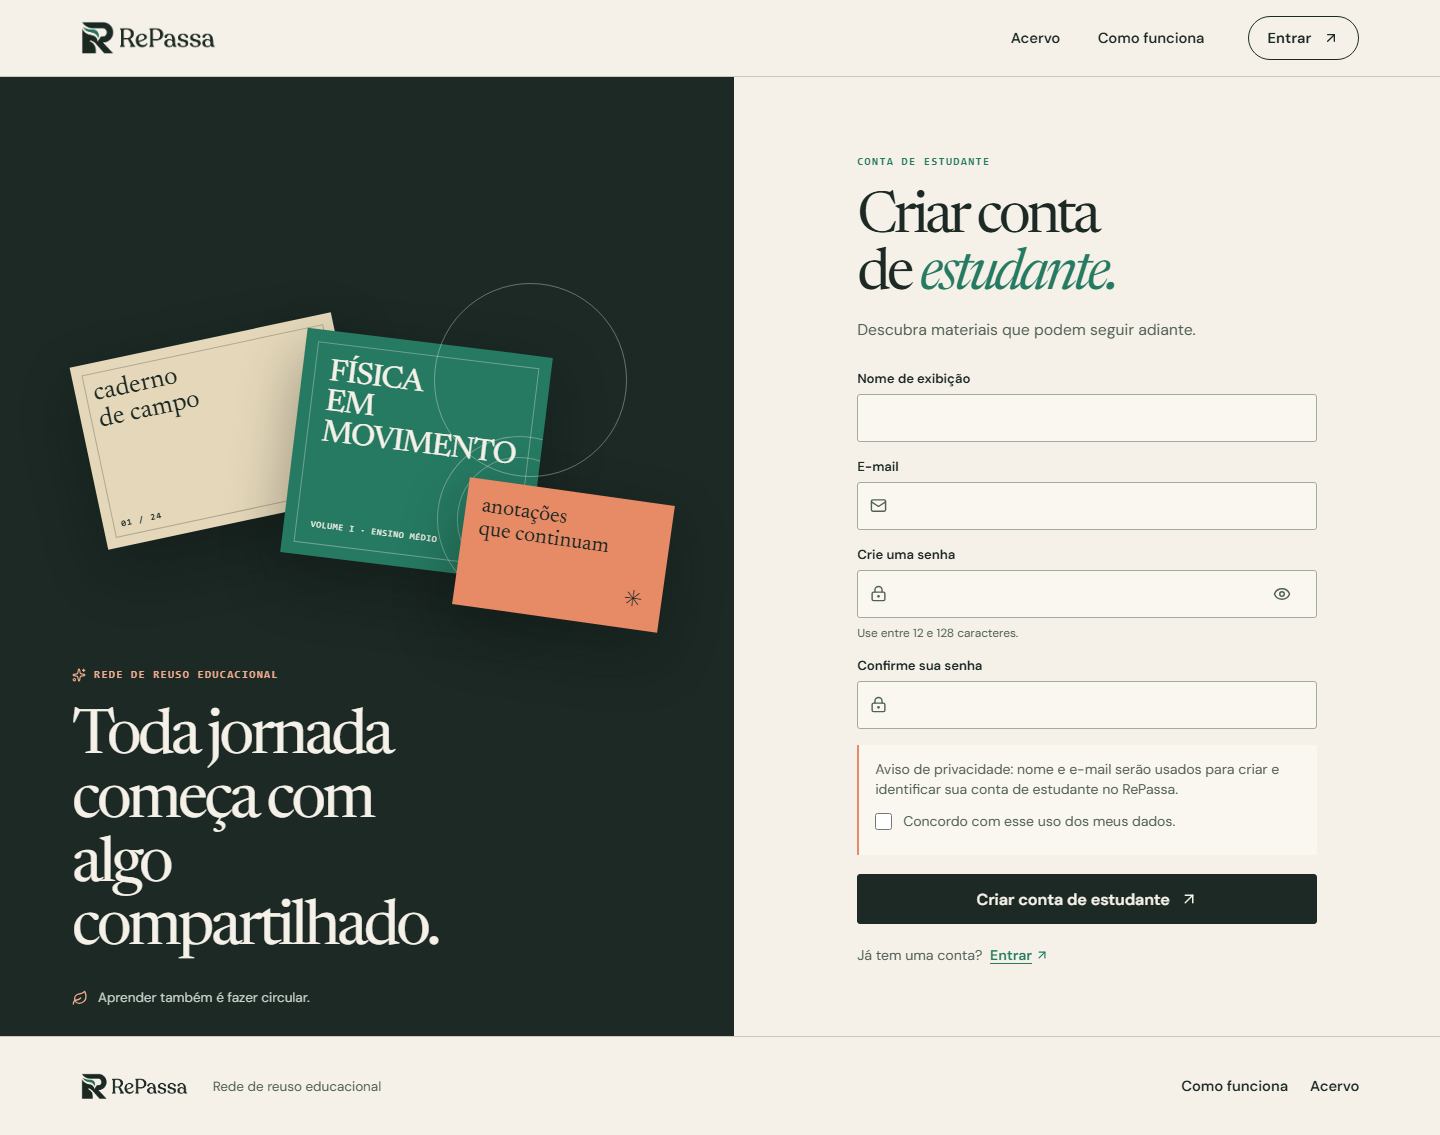 RePassa
Acervo
Como funciona
Entrar
caderno
de campo
01 / 24
FÍSICA
EM
MOVIMENTO
VOLUME I · ENSINO MÉDIO
anotações
que continuam
REDE DE REUSO EDUCACIONAL
Toda jornada
começa com
algo
compartilhado.
Aprender também é fazer circular.
CONTA DE ESTUDANTE
Criar conta
de estudante.
Descubra materiais que podem seguir adiante.
Nome de exibição
E-mail
Crie uma senha
Use entre 12 e 128 caracteres.
Confirme sua senha
Aviso de privacidade: nome e e-mail serão usados para criar e
identificar sua conta de estudante no RePassa.
Concordo com esse uso dos meus dados.
Criar conta de estudante
Já tem uma conta? Entrar
RePassa
Rede de reuso educacional
Como funciona
Acervo